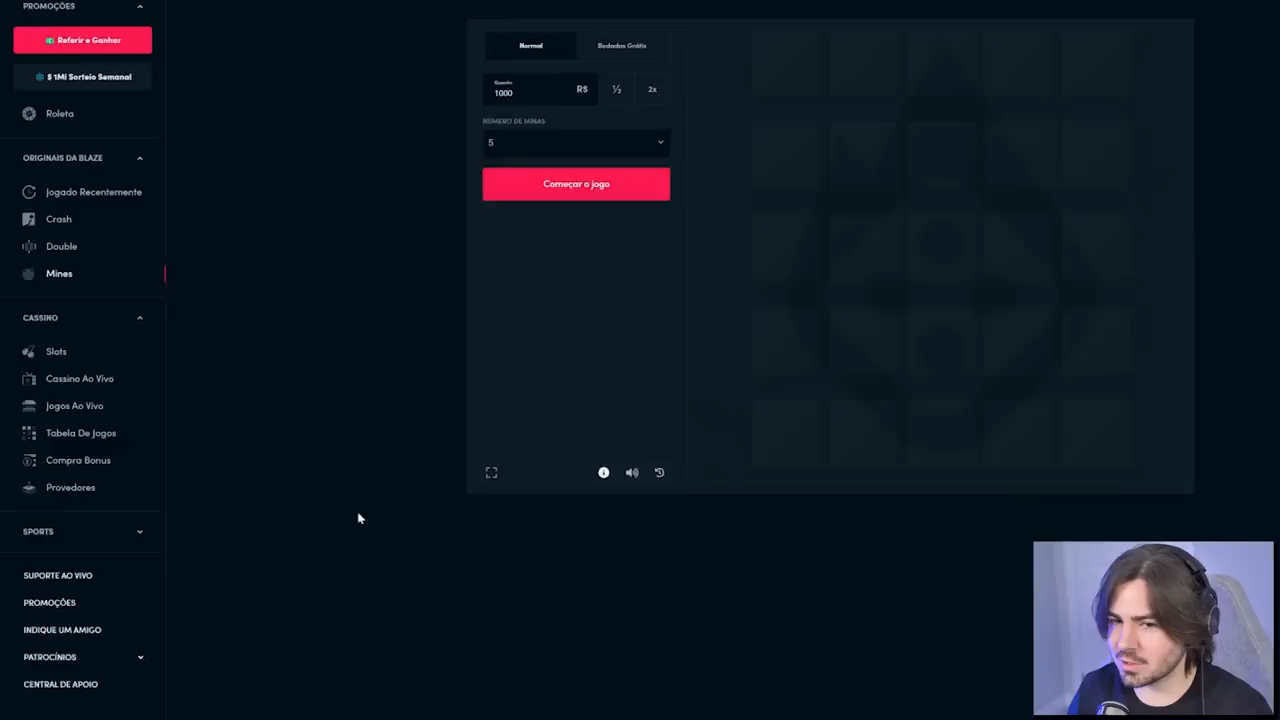 PROMOÇÕES
Referir e Ganhar
$ 1Mi Sorteio Semanal
Roleta
ORIGINAIS DA BLAZE
Jogado Recentemente
Crash
Double
Mines
CASSINO
Slots
Cassino Ao Vivo
Jogos Ao Vivo
Tabela De Jogos
Compra Bonus
Provedores
SPORTS
SUPORTE AO VIVO
PROMOÇÕES
INDIQUE UM AMIGO
PATROCÍNIOS
CENTRAL DE APOIO
Normal
Rodadas Grátis
Quantia
1000
R$
½
2x
NÚMERO DE MINAS
5
Começar o jogo